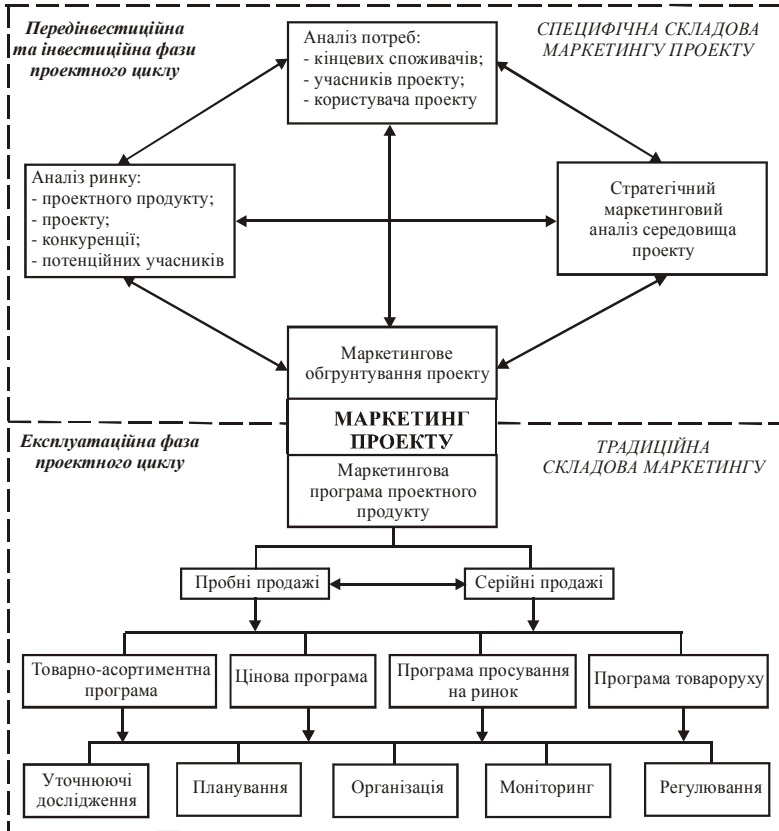 Передінвестиційна
та інвестиційна фази
проектного циклу
Аналіз потреб:
- кінцевих споживачів;
- учасників проекту;
- користувача проекту
СПЕЦИФІЧНА СКЛАДОВА
МАРКЕТИНГУ ПРОЕКТУ
Аналіз ринку:
- проектного продукту;
- проекту;
- конкуренції;
- потенційних учасників
Стратегічний
маркетинговий
аналіз середовища
проекту
Маркетингове
обгрунтування проекту
МАРКЕТИНГ
ПРОЕКТУ
Експлуатаційна фаза
проектного циклу
ТРАДИЦІЙНА
СКЛАДОВА МАРКЕТИНГУ
Маркетингова
програма проектного
продукту
Пробні продажі
Серійні продажі
Товарно-асортиментна
програма
Цінова програма
Програма просування
на ринок
Програма товароруху
Уточнюючі
дослідження
Планування
Організація
Моніторинг
Регулювання